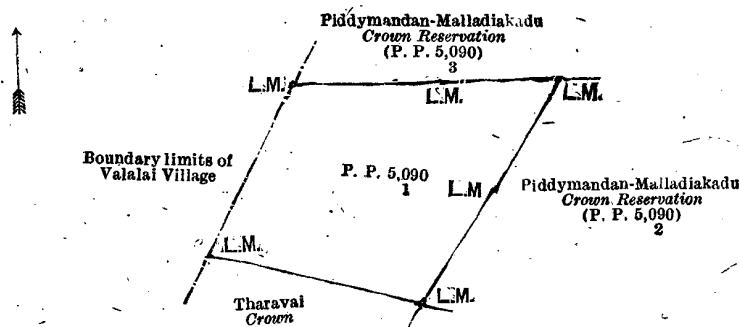 Piddymandan-Malladiakadu
Crown Reservation
(P. P. 5,090)
3
L.M.
L.M.
L.M.
Boundary limits of
Valalai Village
P. P. 5,090
1
L.M
Piddymandan-Malladiakadu
Crown Reservation
(P. P. 5,090)
2
L.M.
L.M.
Tharavai
Crown